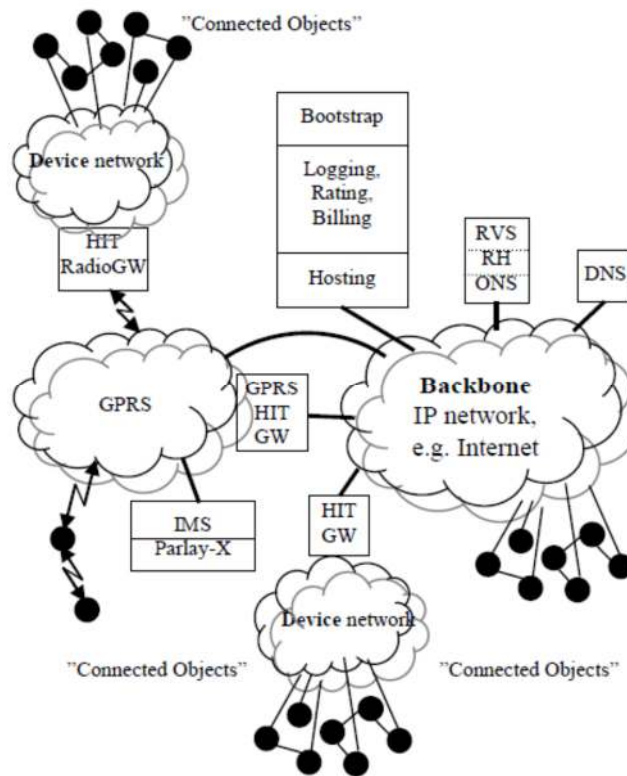 ”Connected Objects”
Device network
HIT
RadioGW
Bootstrap
Logging,
Rating,
Billing
Hosting
RVS
RH
ONS
DNS
GPRS
GPRS
HIT
GW
Backbone
IP network,
e.g. Internet
IMS
Parlay-X
HIT
GW
Device network
”Connected Objects”
”Connected Objects”